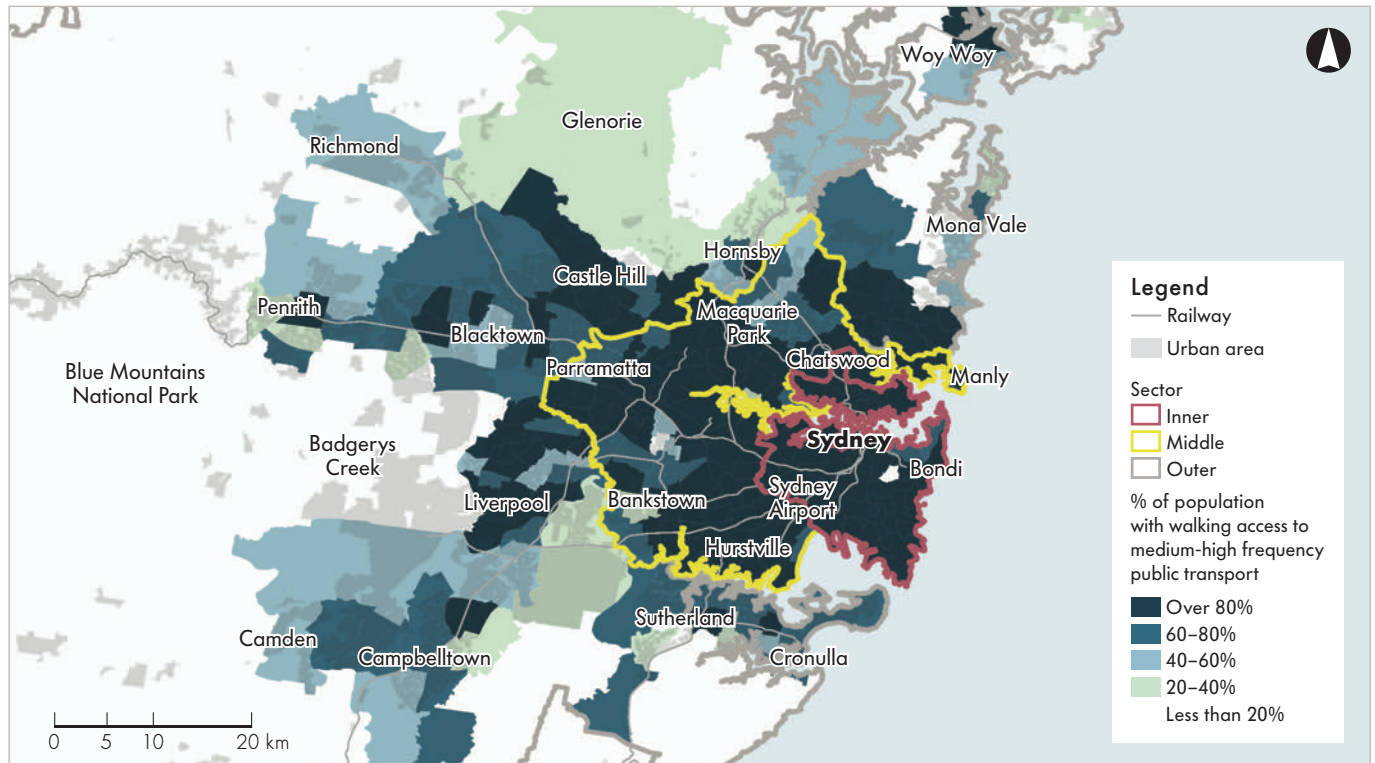 Woy Woy
Glenorie
Richmond
Mona Vale
Hornsby
Castle Hill
Penrith
Macquarie
Park
Blacktown
Chatswood
Parramatta
Manly
Blue Mountains
National Park
Sydney
Badgerys
Creek
Bondi
Liverpool
Bankstown
Sydney
Airport
Hurstville
Sutherland
Camden
Campbelltown
Cronulla
0 5 10 20 km
Legend
Railway
Urban area
Sector
Inner
Middle
Outer
% of population
with walking access to
medium-high frequency
public transport
Over 80%
60–80%
40–60%
20–40%
Less than 20%